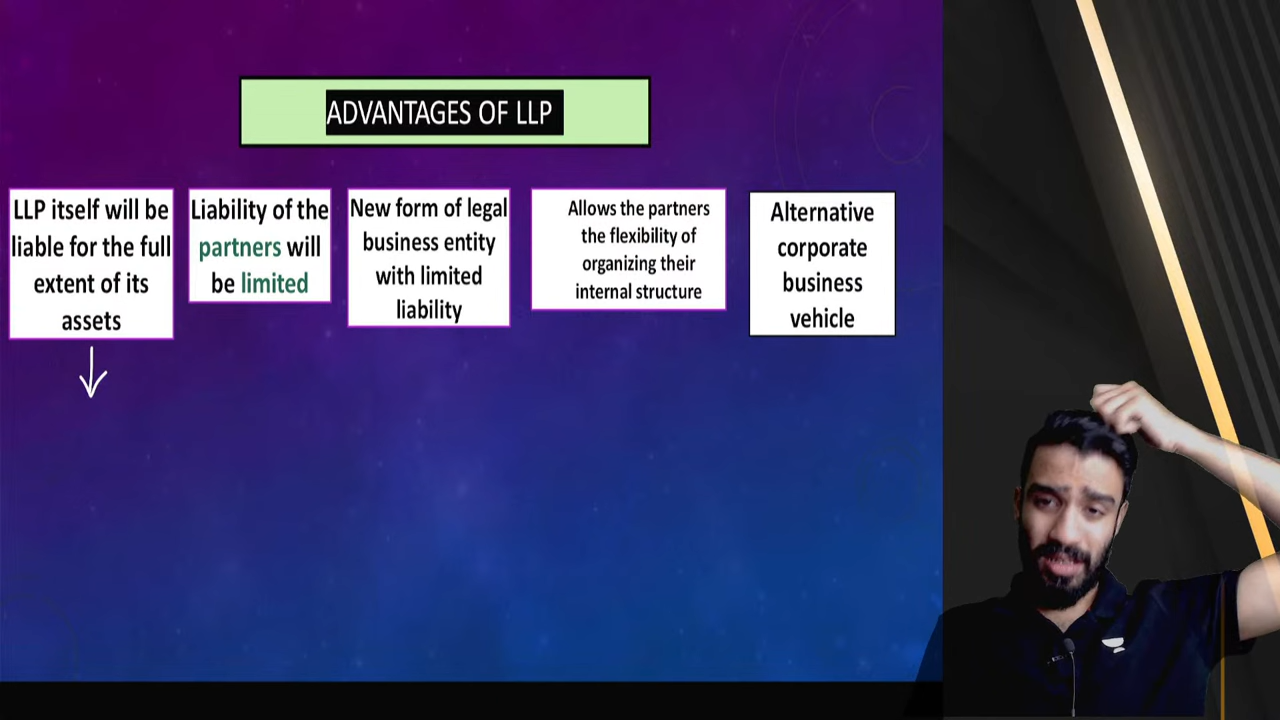 ADVANTAGES OF LLP
LLP itself will be
liable for the full
extent of its
assets
Liability of the
partners will
be limited
New form of legal
business entity
with limited
liability
Allows the partners
the flexibility of
organizing their
internal structure
Alternative
corporate
business
vehicle